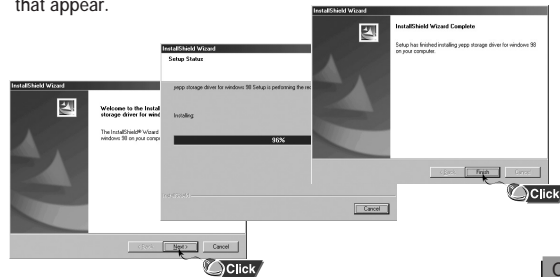 that appear.
InstallShield Wizard
Welcome to the Instal
storage driver for wind
The InstallShield® Wizard
windows 98 on your compu
< Back
Next >
Cancel
Click
InstallShield Wizard
Setup Status
yepp storage driver for windows 98 Setup is performing the re
Installing
96%
InstallShield
Cancel
InstallShield Wizard Complete
Setup has finished installing yepp storage driver for windows 98
on your computer.
< Back
Finish
Cancel
Click